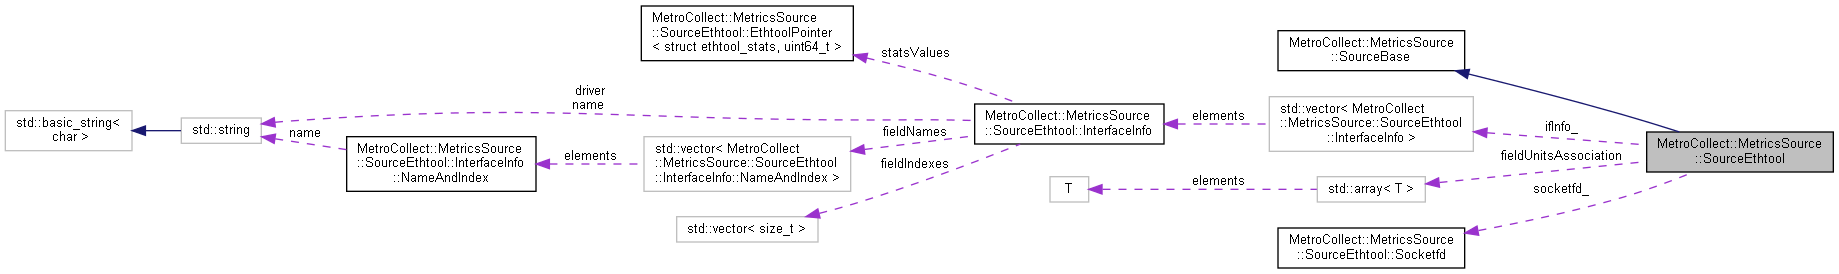 MetroCollect::MetricsSource
::SourceEthtool::EthtoolPointer
< struct ethtool_stats, uint64_t >
statsValues
MetroCollect::MetricsSource
::SourceBase
driver
name
std::basic_string<
char >
std::string
name
MetroCollect::MetricsSource
::SourceEthtool::InterfaceInfo
::NameAndIndex
elements
std::vector< MetroCollect
::MetricsSource::SourceEthtool
::InterfaceInfo::NameAndIndex >
fieldNames
fieldIndexes
std::vector< size_t >
MetroCollect::MetricsSource
::SourceEthtool::InterfaceInfo
elements
std::vector< MetroCollect
::MetricsSource::SourceEthtool
::InterfaceInfo >
ifInfo_
fieldUnitsAssociation
MetroCollect::MetricsSource
::SourceEthtool
T
elements
std::array< T >
socketfd_
MetroCollect::MetricsSource
::SourceEthtool::Socketfd